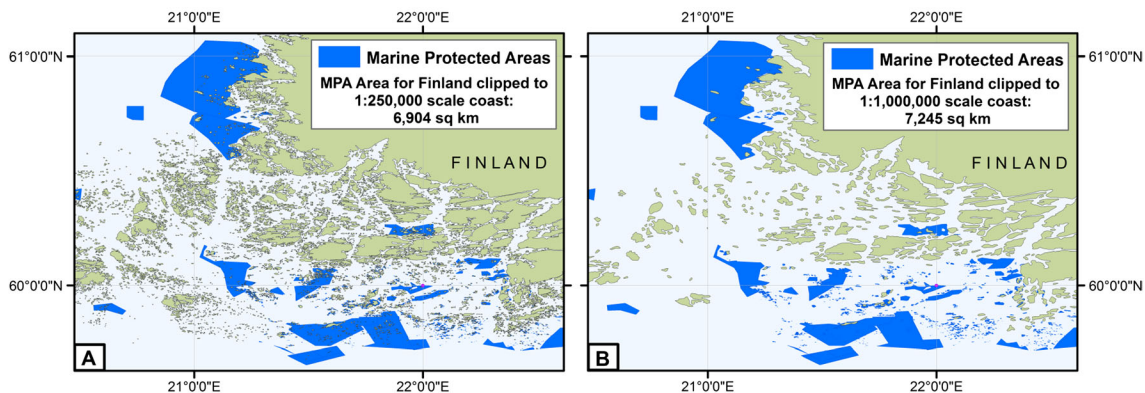 21°0'0"E 22°0'0"E 21°0'0"E 22°0'0"E
61°0'0"N
Marine Protected Areas
MPA Area for Finland clipped to
1:250,000 scale coast:
6,904 sq km
FINLAND
60°0'0"N
A
21°0'0"E 22°0'0"E
Marine Protected Areas
MPA Area for Finland clipped to
1:1,000,000 scale coast:
7,245 sq km
61°0'0"N
FINLAND
60°0'0"N
B
21°0'0"E 22°0'0"E